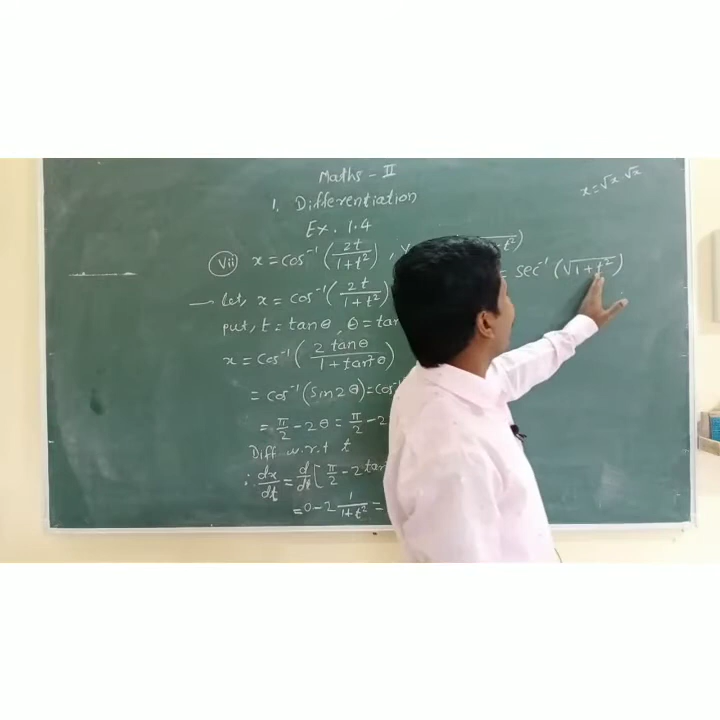 Maths - II
x = √x √x
1. Differentiation
Ex. 1.4
(vii) x = cos⁻¹ (2t / 1+t²) ,
let, x = cos⁻¹ (2t / 1+t²)
= sec⁻¹ (√1+t²)
put, t = tanθ , θ = tan
x = cos⁻¹ (2 tanθ / 1+tan²θ)
= cos⁻¹ (sin2θ) = cos⁻¹
= π/2 - 2θ = π/2 - 2
Diff w.r.t t
∴ dx/dt = d/dt [π/2 - 2 tan
= 0 - 2 1/1+t² =